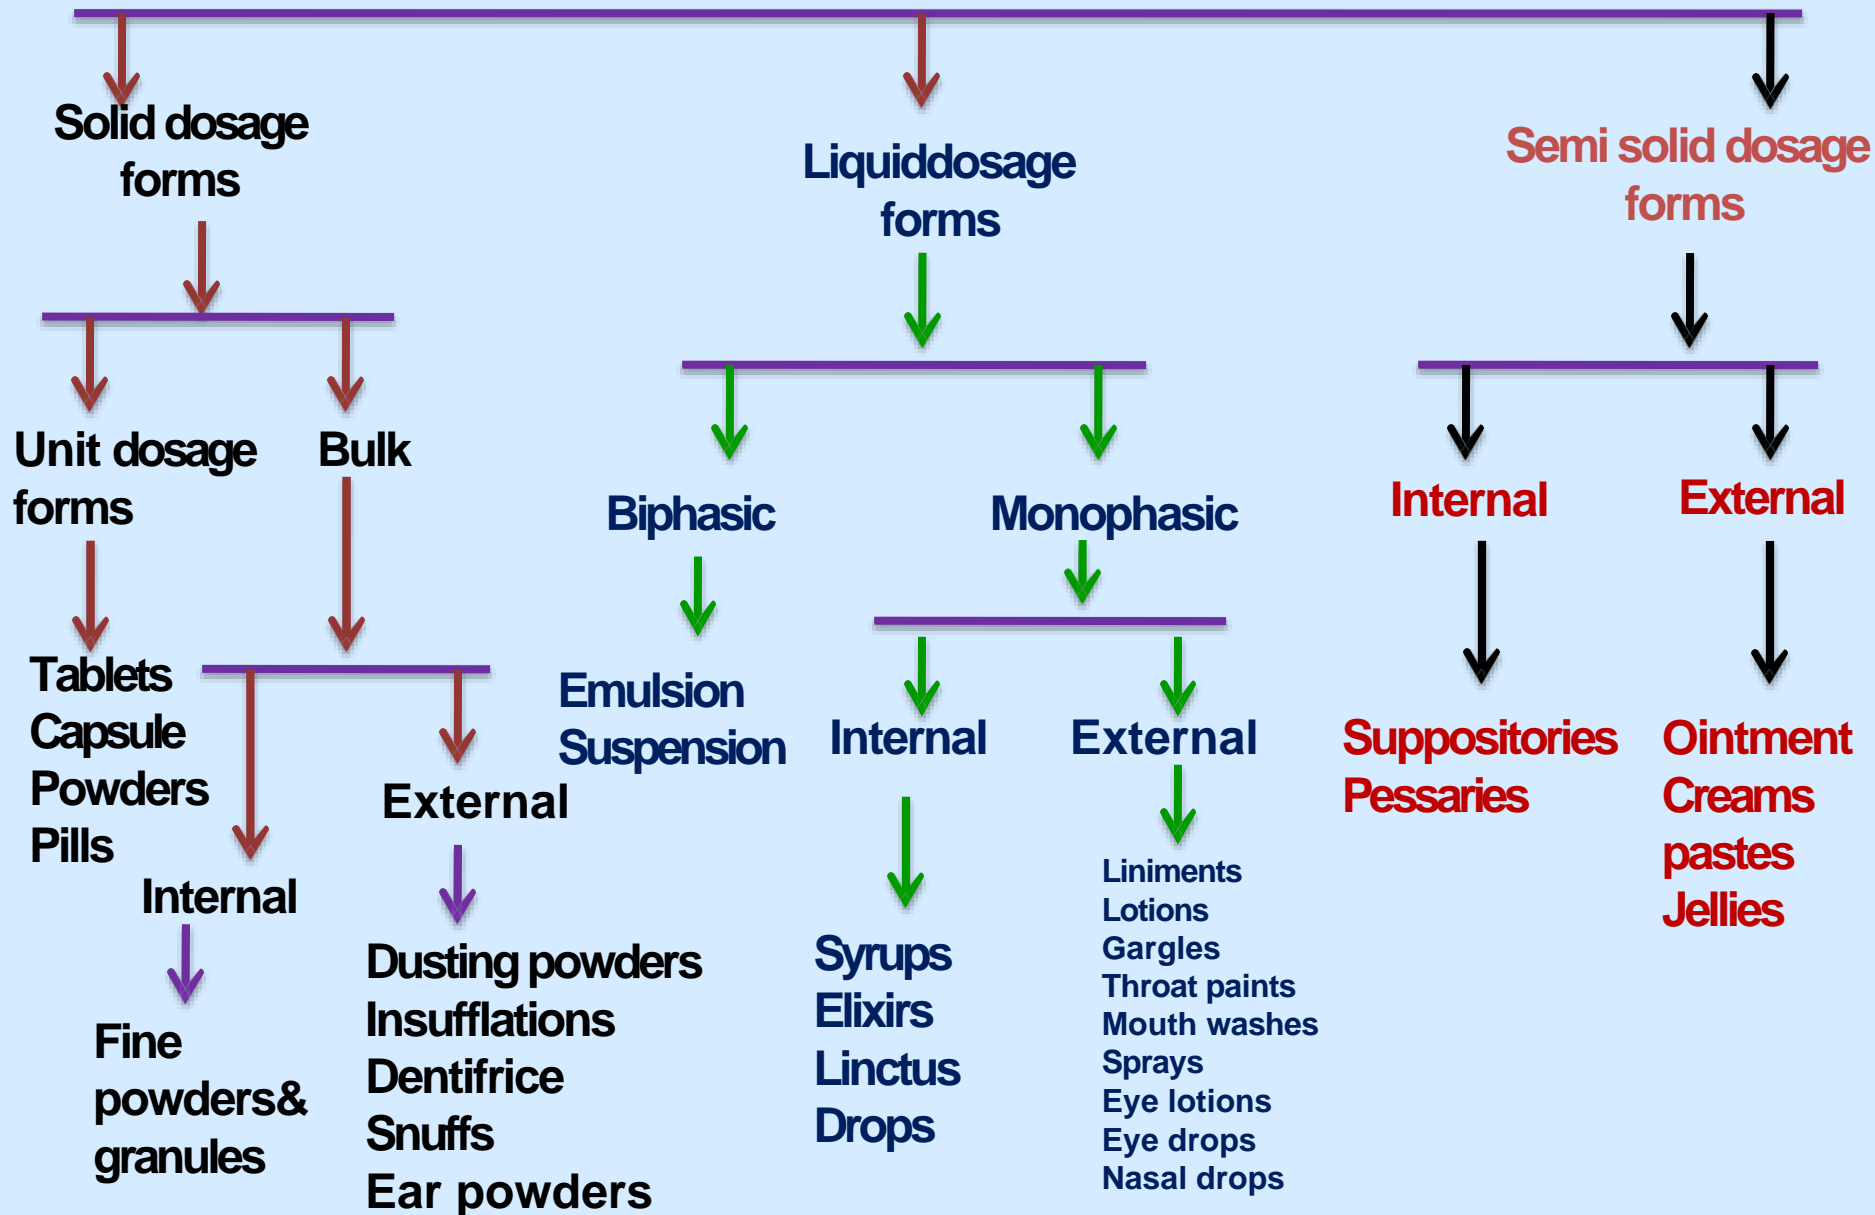 Solid dosage
forms
Liquiddosage
forms
Semi solid dosage
forms
Unit dosage
forms
Bulk
Biphasic
Monophasic
Internal
External
Tablets
Capsule
Powders
Pills
Internal
External
Emulsion
Suspension
Internal
External
Suppositories
Pessaries
Ointment
Creams
pastes
Jellies
Fine
powders&
granules
Dusting powders
Insufflations
Dentifrice
Snuffs
Ear powders
Syrups
Elixirs
Linctus
Drops
Liniments
Lotions
Gargles
Throat paints
Mouth washes
Sprays
Eye lotions
Eye drops
Nasal drops